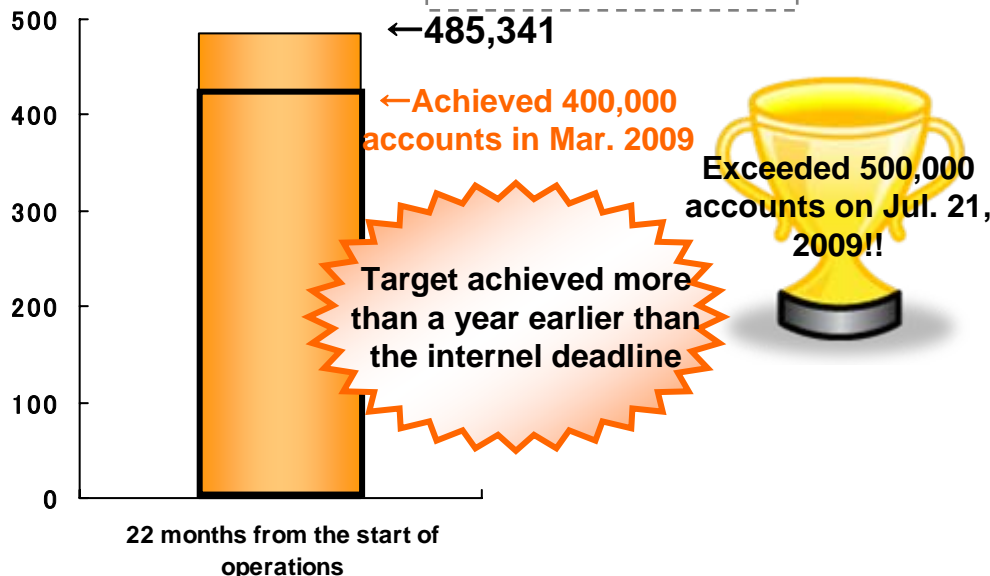 500
400
300
200
100
0
←485,341
←Achieved 400,000
accounts in Mar. 2009
Exceeded 500,000
accounts on Jul. 21,
2009!!
Target achieved more
than a year earlier than
the internel deadline
22 months from the start of
operations